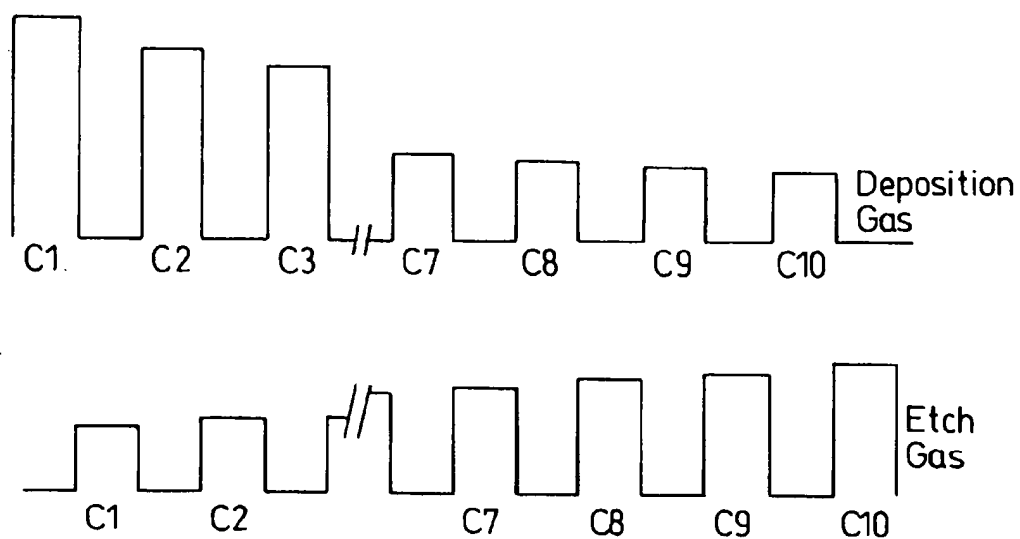 C1. C2 C3 C7 C8 C9 C10
Deposition
Gas
C1 C2 C7 C8 C9 C10
Etch
Gas